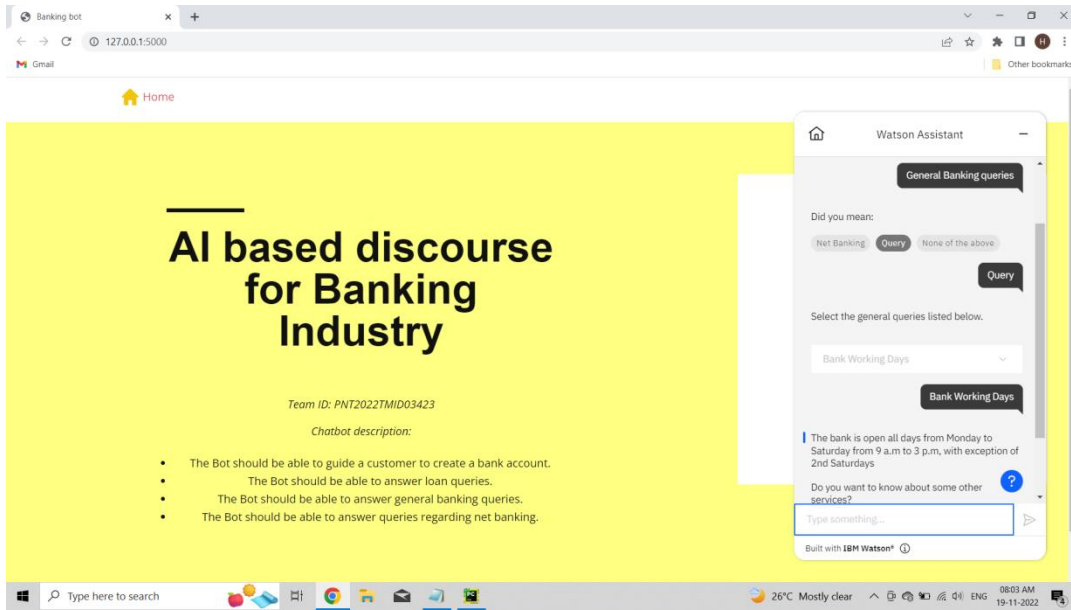 Banking bot
127.0.0.1:5000
Gmail
Other bookmarks
H
Home
AI based discourse
for Banking
Industry
Team ID: PNT2022TMID03423
Chatbot description:
• The Bot should be able to guide a customer to create a bank account.
• The Bot should be able to answer loan queries.
• The Bot should be able to answer general banking queries.
• The Bot should be able to answer queries regarding net banking.
Watson Assistant
General Banking queries
Did you mean:
Net Banking Query None of the above
Query
Select the general queries listed below.
Bank Working Days
Bank Working Days
The bank is open all days from Monday to
Saturday from 9 a.m to 3 p.m, with exception of
2nd Saturdays
Do you want to know about some other
services?
?
Type something...
Built with IBM Watson®
Type here to search
PC
26°C Mostly clear
ENG
08:03 AM
19-11-2022
4